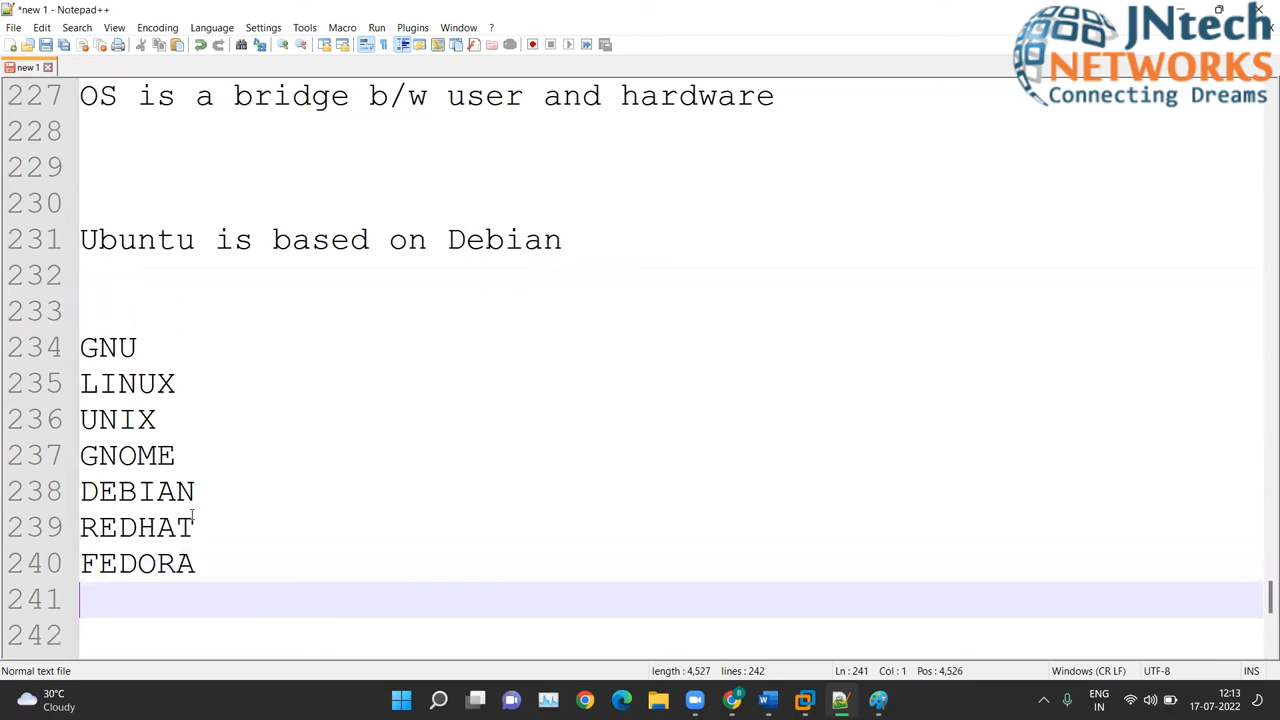 *new 1 - Notepad++
File Edit Search View Encoding Language Settings Tools Macro Run Plugins Window ?
new 1
JNtech
NETWORKS
Connecting Dreams
227 OS is a bridge b/w user and hardware
228
229
230
231 Ubuntu is based on Debian
232
233
234 GNU
235 LINUX
236 UNIX
237 GNOME
238 DEBIAN
239 REDHAT
240 FEDORA
241
242
Normal text file length : 4,527 lines : 242 Ln : 241 Col : 1 Pos : 4,526 Windows (CR LF) UTF-8 INS
30°C
Cloudy
ENG
IN
12:13
17-07-2022